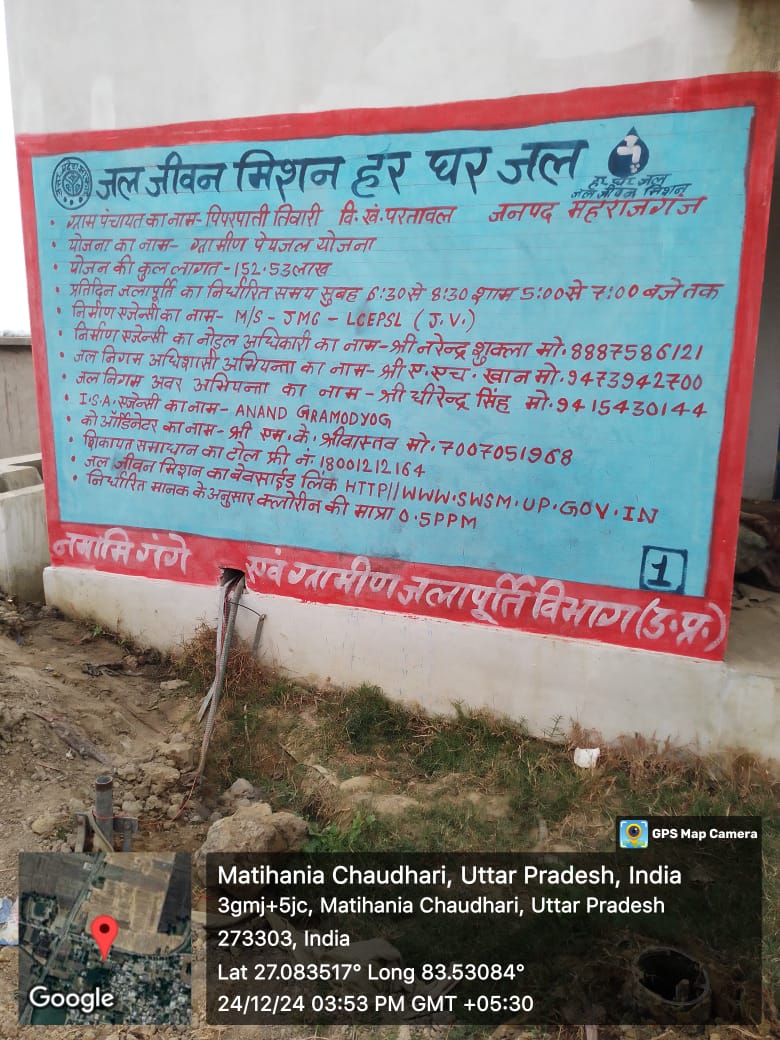 जल जीवन मिशन हर घर जल
हर घर जल
जल जीवन मिशन
• ग्राम पंचायत का नाम- पिपरपाती तिवारी वि.खं.परतावल जनपद महराजगज
• योजना का नाम- ग्रामीण पेयजल योजना
• योजन की कुल लागत-152.53लाख
• प्रतिदिन जलापूर्ति का निर्धारित समय सुबह 6:30से 8:30 शाम 5:00से 7:00 बजे तक
• निर्माण एजेन्सी का नाम- M/S - JMC - LCEPSL (J.V.)
• निर्माण एजेन्सी का नोडल अधिकारी का नाम-श्री नरेन्द्र शुक्ला मो.8887586121
• जल निगम अधिशासी अभियन्ता का नाम-श्री ए.एच.खान मो.9473942700
• जल निगम अवर अभियन्ता का नाम -श्री धीरेन्द्र सिंह मो.9415430144
• I.S.A. एजेन्सी का नाम- ANAND GRAMODYOG
• को ऑर्डिनेटर का नाम- श्री एम.के.श्रीवास्तव मो.7007051968
• शिकायत समाधान का टोल फ्री नं.18001212164
• जल जीवन मिशन का बेवसाईड लिंक HTTP//WWW.SWSM.UP.GOV.IN
• निर्धारित मानक के अनुसार क्लोरीन की मात्रा 0.5PPM
1
नमामि गंगे एवं ग्रामीण जलापूर्ति विभाग (उ.प्र.)
GPS Map Camera
Matihania Chaudhari, Uttar Pradesh, India
3gmj+5jc, Matihania Chaudhari, Uttar Pradesh
273303, India
Lat 27.083517° Long 83.53084°
24/12/24 03:53 PM GMT +05:30
Google